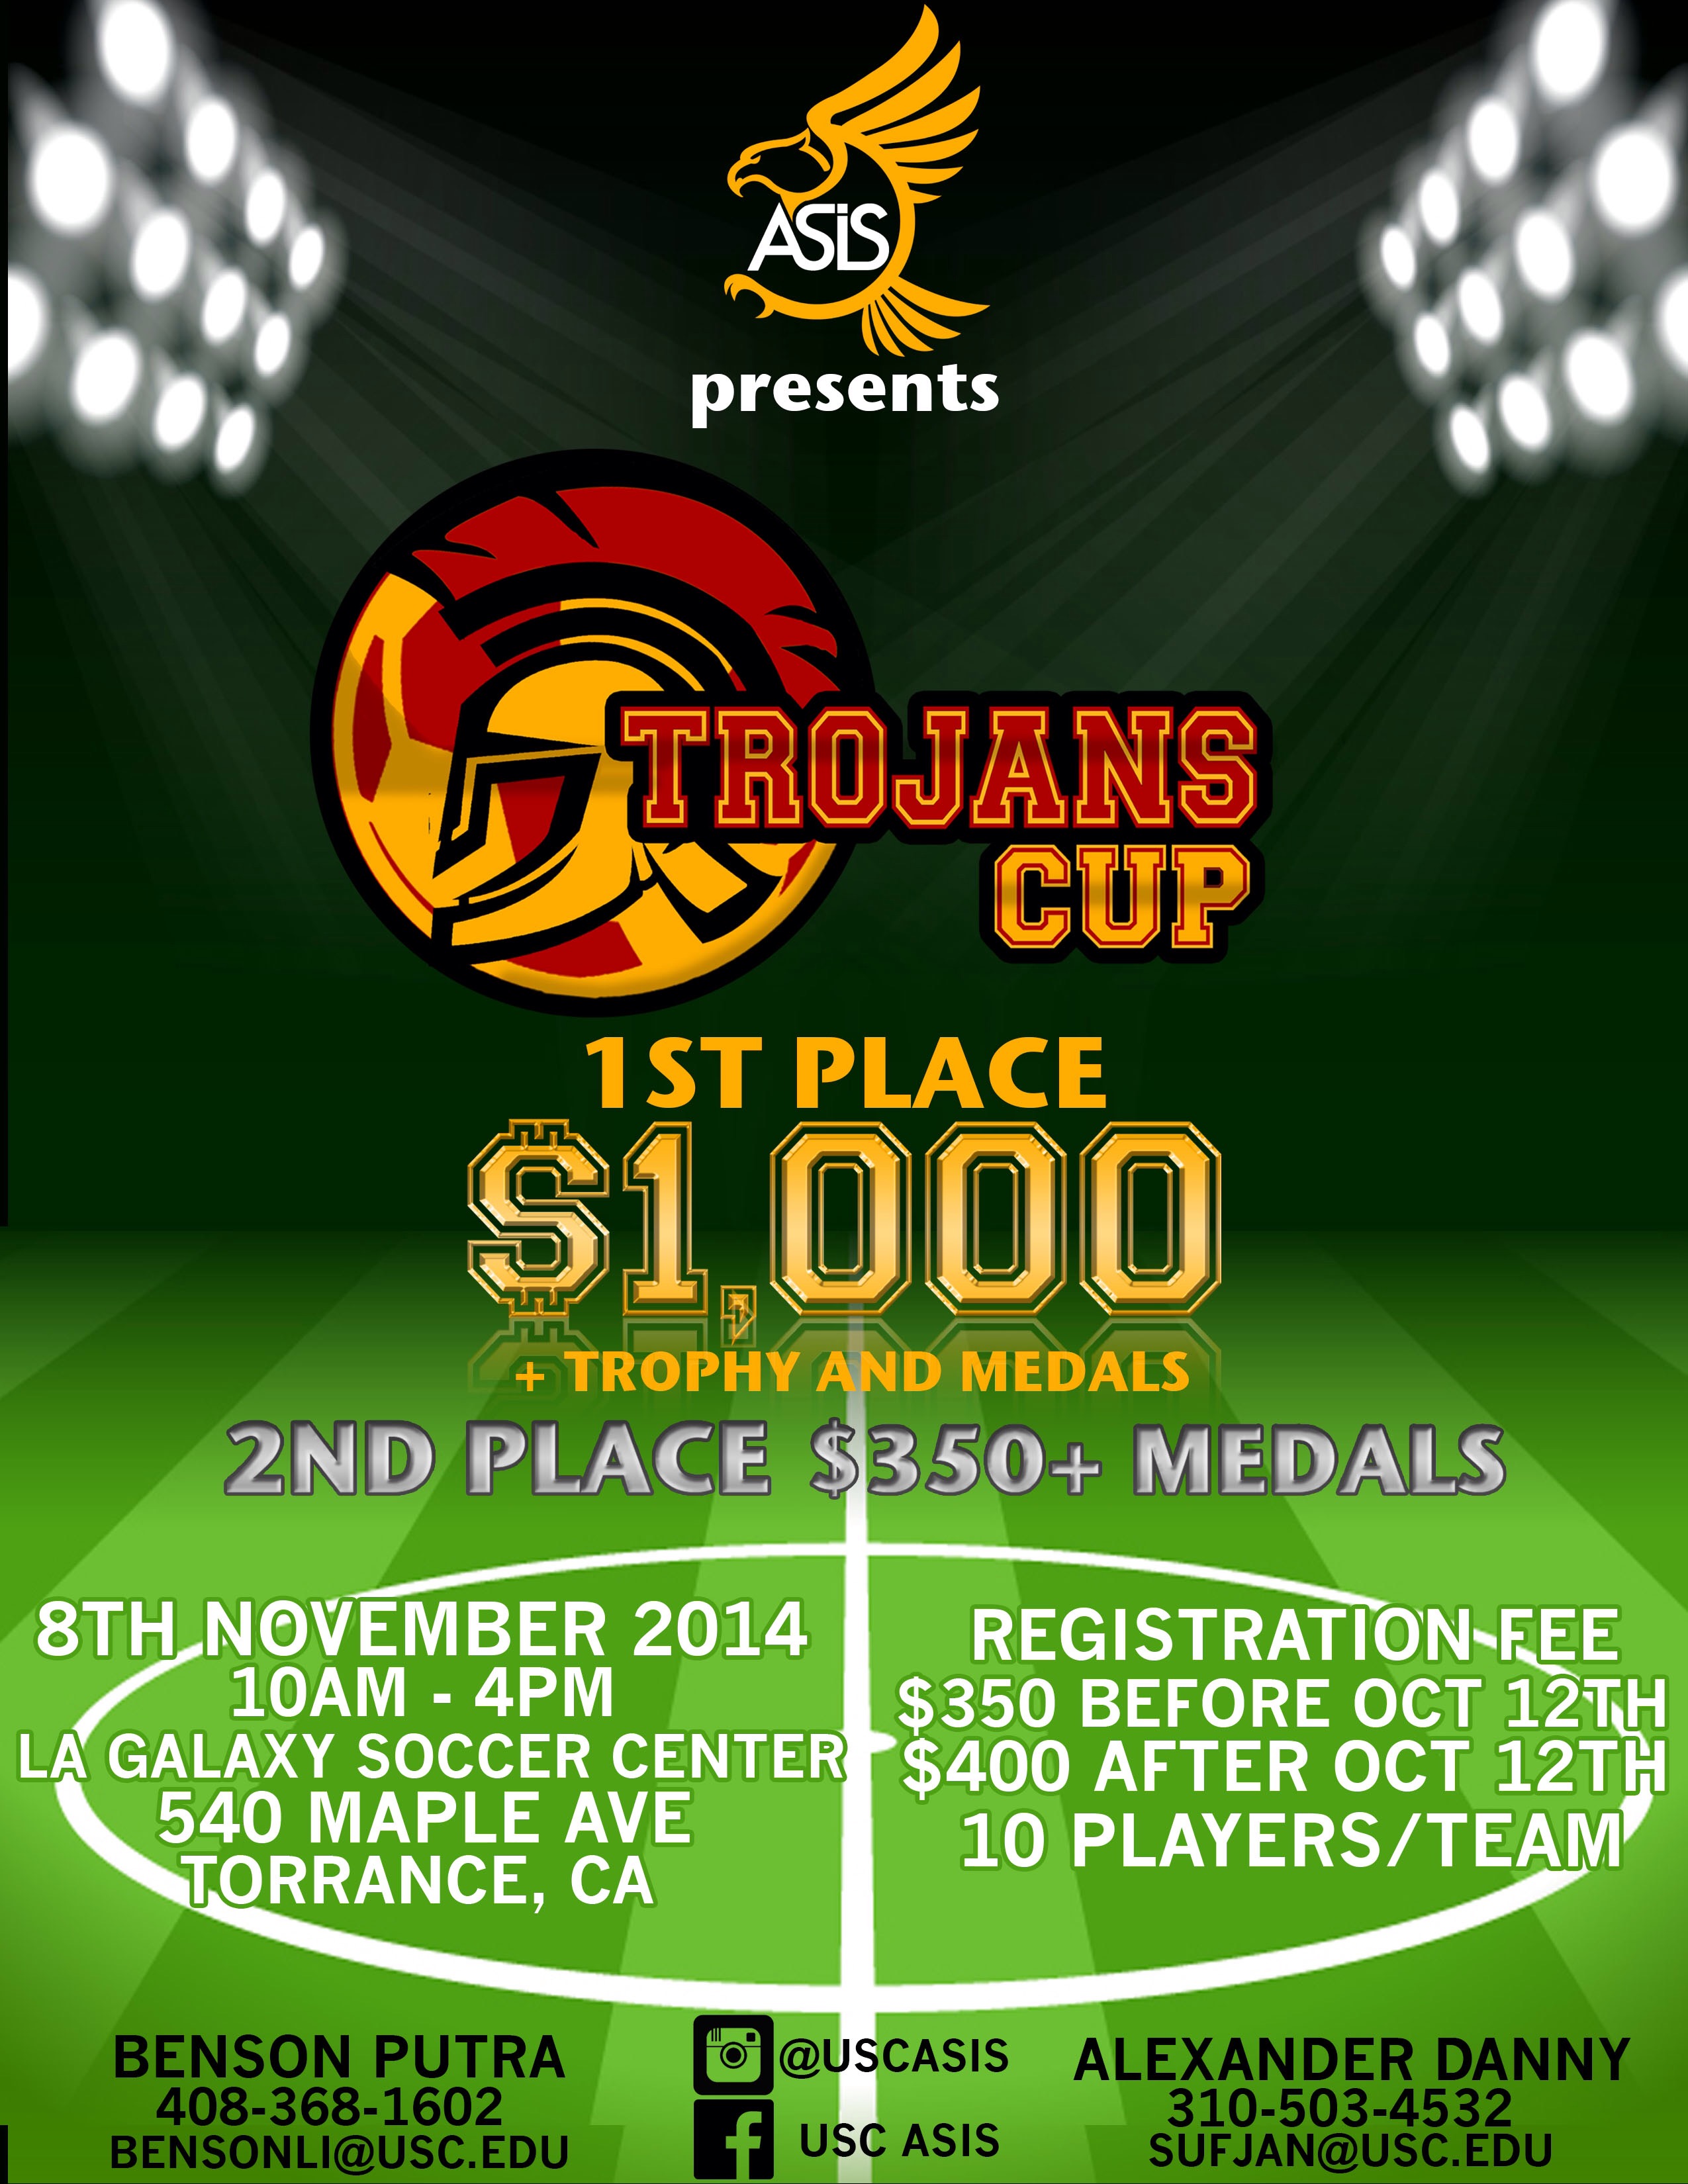 ASiS
presents
TROJANS
CUP
1ST PLACE
$1,000
+ TROPHY AND MEDALS
2ND PLACE $350+ MEDALS
8TH NOVEMBER 2014
10AM - 4PM
LA GALAXY SOCCER CENTER
540 MAPLE AVE
TORRANCE, CA
REGISTRATION FEE
$350 BEFORE OCT 12TH
$400 AFTER OCT 12TH
10 PLAYERS/TEAM
BENSON PUTRA
408-368-1602
BENSONLI@USC.EDU
@USCASIS
USC ASIS
ALEXANDER DANNY
310-503-4532
SUFJAN@USC.EDU